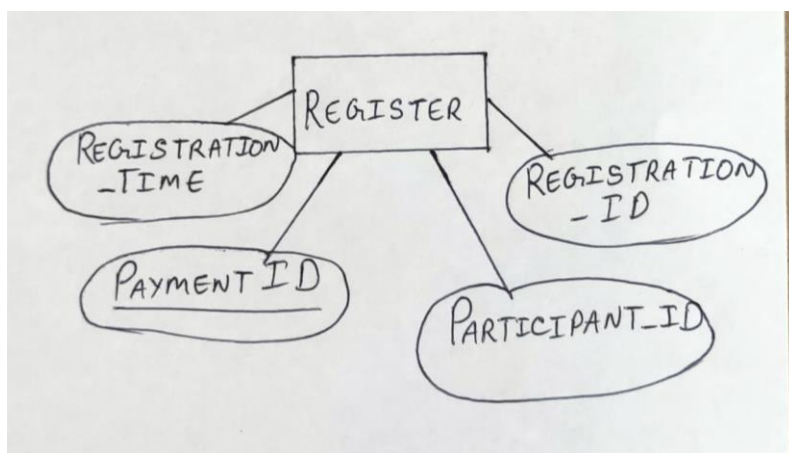 REGISTER
REGISTRATION
_TIME
REGISTRATION
_ID
PAYMENT ID
PARTICIPANT_ID